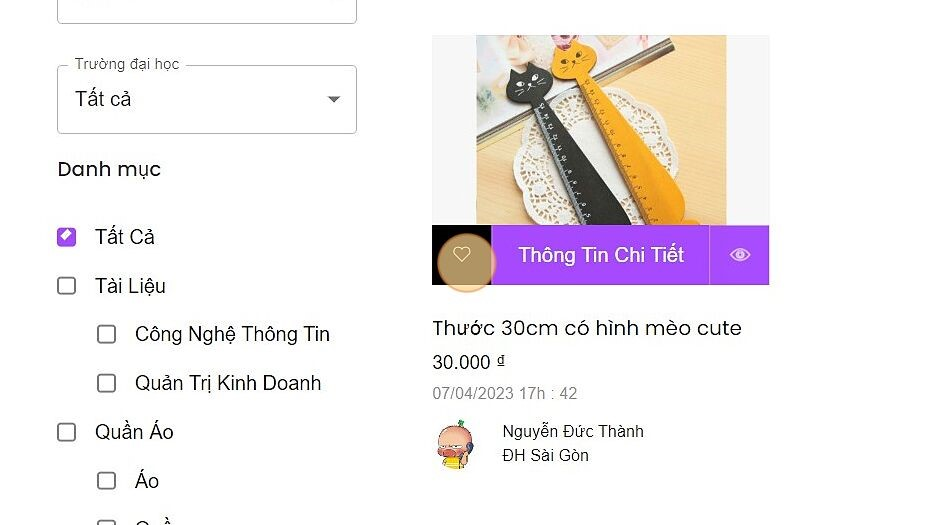 Trường đại học
Tất cả
Danh mục
Tất Cả
Tài Liệu
Công Nghệ Thông Tin
Quản Trị Kinh Doanh
Quần Áo
Áo
Thông Tin Chi Tiết
Thước 30cm có hình mèo cute
30.000 ₫
07/04/2023 17h : 42
Nguyễn Đức Thành
ĐH Sài Gòn